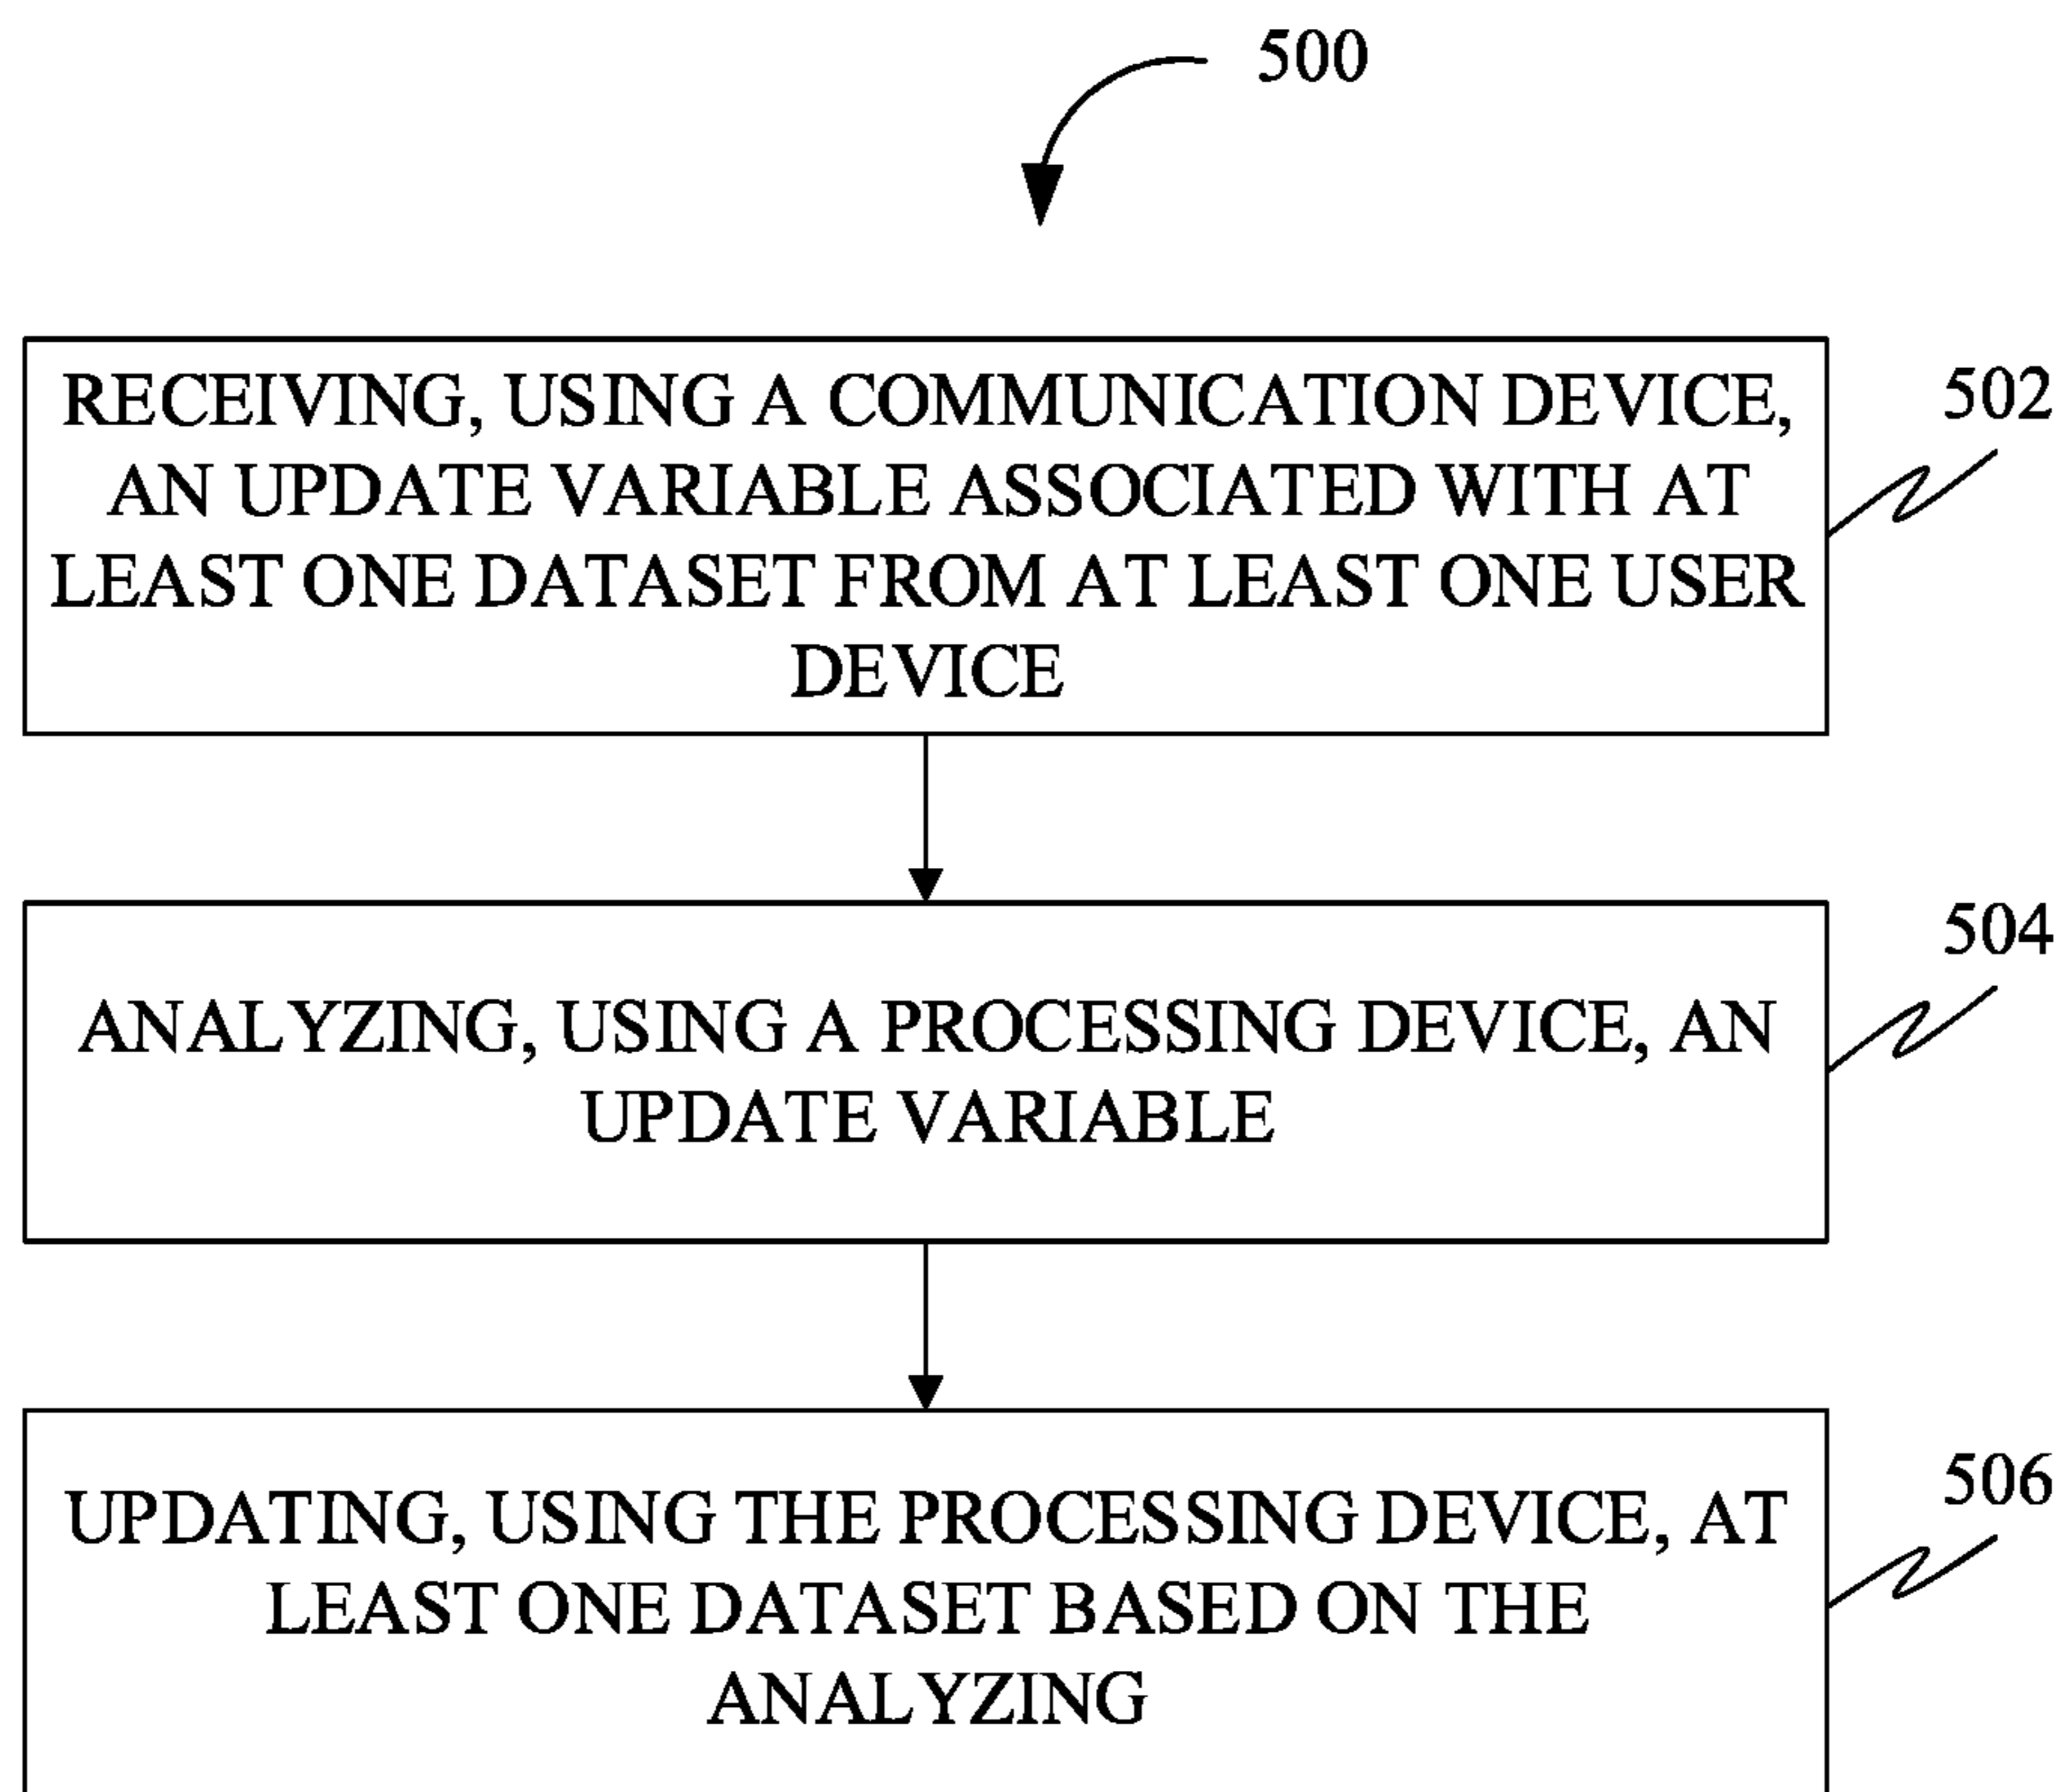 500
RECEIVING, USING A COMMUNICATION DEVICE,
AN UPDATE VARIABLE ASSOCIATED WITH AT
LEAST ONE DATASET FROM AT LEAST ONE USER
DEVICE
502
ANALYZING, USING A PROCESSING DEVICE, AN
UPDATE VARIABLE
504
UPDATING, USING THE PROCESSING DEVICE, AT
LEAST ONE DATASET BASED ON THE
ANALYZING
506